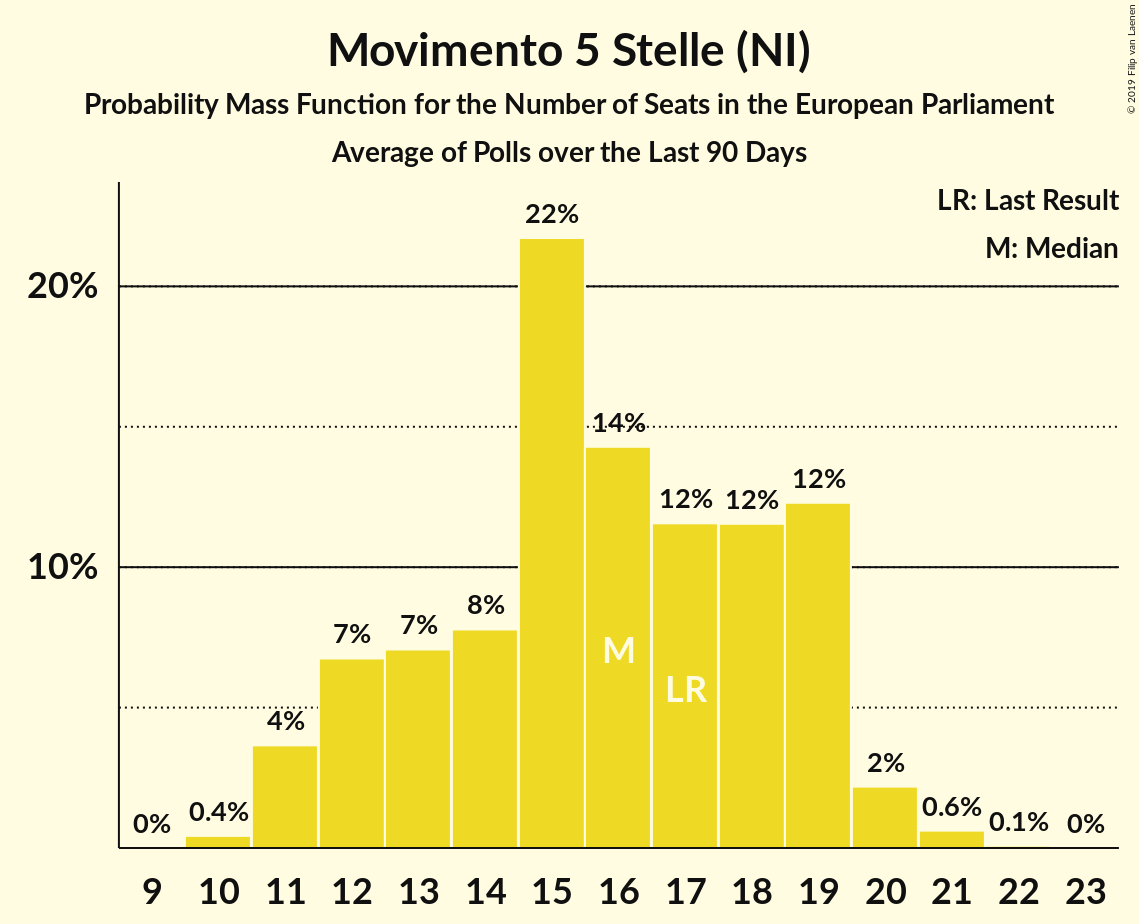 Movimento 5 Stelle (NI)
Probability Mass Function for the Number of Seats in the European Parliament
Average of Polls over the Last 90 Days
© 2019 Filip van Laenen
LR: Last Result
M: Median
22%
20%
14%
12%
12%
12%
10%
8%
7%
7%
M
LR
4%
2%
0.6%
0.4%
0.1%
0%
0%
9 10 11 12 13 14 15 16 17 18 19 20 21 22 23